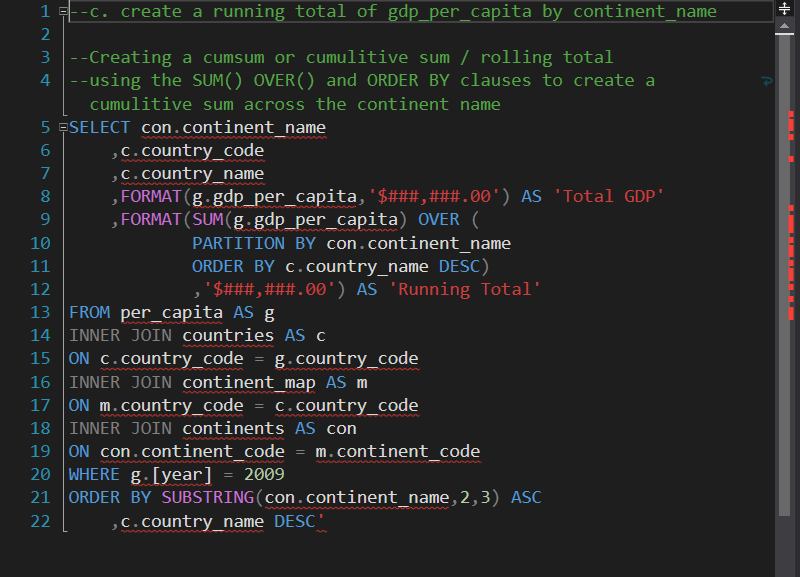 1 --c. create a running total of gdp_per_capita by continent_name
2
3 --Creating a cumsum or cumulitive sum / rolling total
4 --using the SUM() OVER() and ORDER BY clauses to create a
cumulitive sum across the continent name
5 SELECT con.continent_name
6 ,c.country_code
7 ,c.country_name
8 ,FORMAT(g.gdp_per_capita,'$###,###.00') AS 'Total GDP'
9 ,FORMAT(SUM(g.gdp_per_capita) OVER (
10 PARTITION BY con.continent_name
11 ORDER BY c.country_name DESC)
12 ,'$###,###.00') AS 'Running Total'
13 FROM per_capita AS g
14 INNER JOIN countries AS c
15 ON c.country_code = g.country_code
16 INNER JOIN continent_map AS m
17 ON m.country_code = c.country_code
18 INNER JOIN continents AS con
19 ON con.continent_code = m.continent_code
20 WHERE g.[year] = 2009
21 ORDER BY SUBSTRING(con.continent_name,2,3) ASC
22 ,c.country_name DESC'